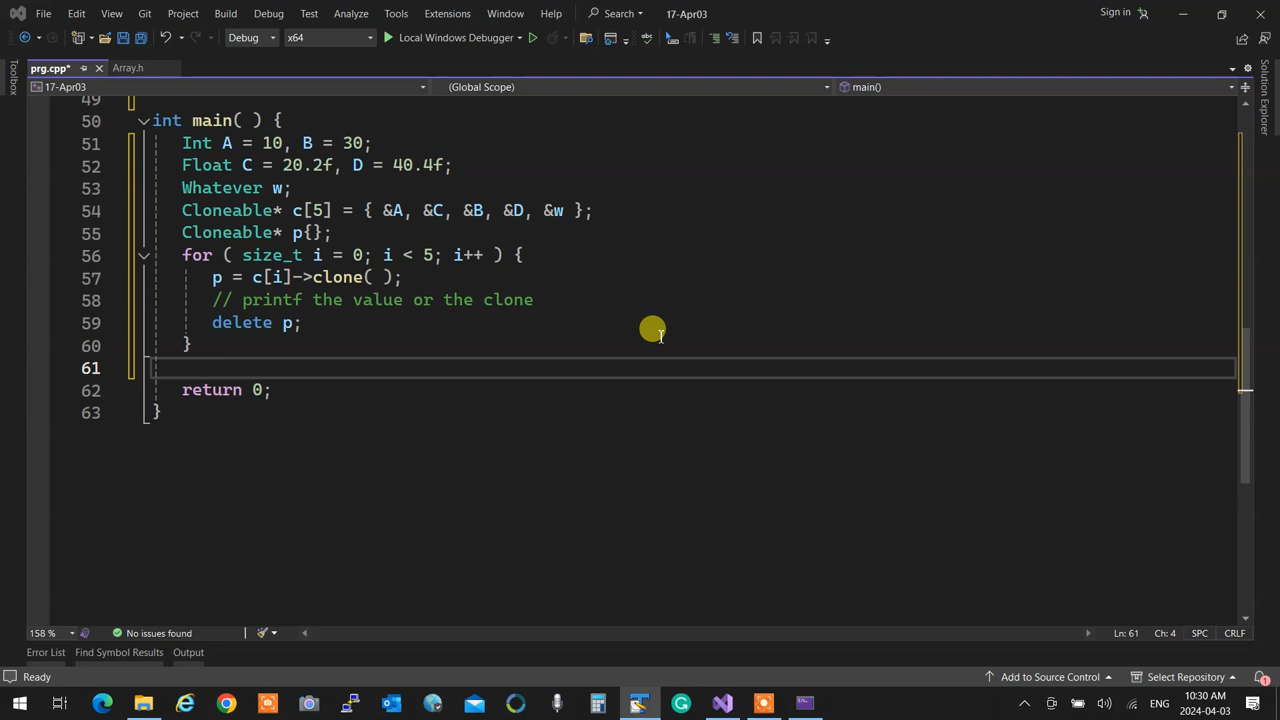 File Edit View Git Project Build Debug Test Analyze Tools Extensions Window Help Search 17-Apr03 Sign in
Debug x64 Local Windows Debugger
prg.cpp* Array.h
17-Apr03 (Global Scope) main()
49
50 int main( ) {
51 Int A = 10, B = 30;
52 Float C = 20.2f, D = 40.4f;
53 Whatever w;
54 Cloneable* c[5] = { &A, &C, &B, &D, &w };
55 Cloneable* p{};
56 for ( size_t i = 0; i < 5; i++ ) {
57 p = c[i]->clone( );
58 // printf the value or the clone
59 delete p;
60 }
61
62 return 0;
63 }
Toolbox
Solution Explorer
158 % No issues found Ln: 61 Ch: 4 SPC CRLF
Error List Find Symbol Results Output
Ready Add to Source Control Select Repository 1
ENG 10:30 AM
2024-04-03